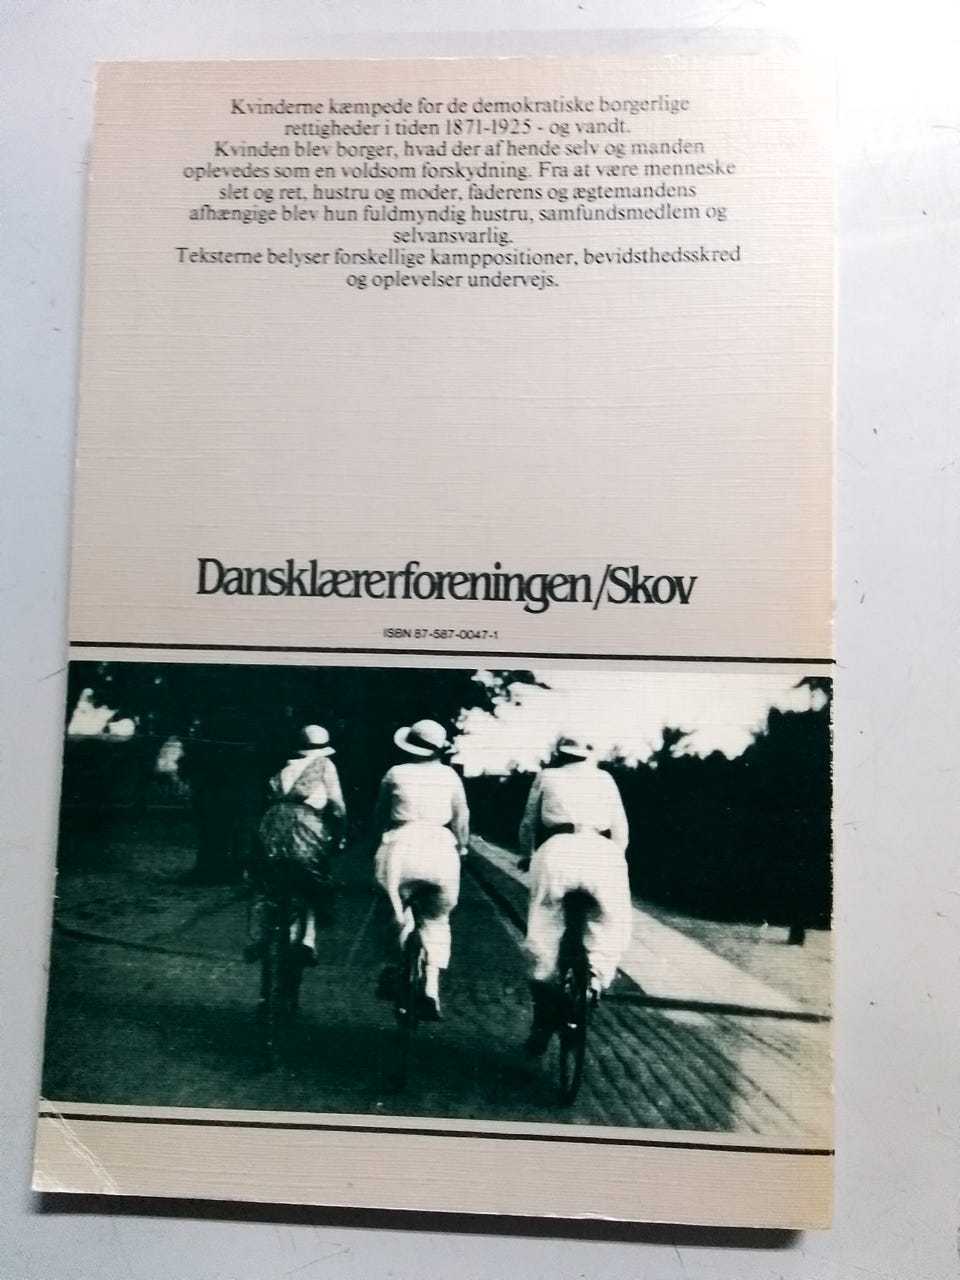 Kvinderne kæmpede for de demokratiske borgerlige
rettigheder i tiden 1871-1925 - og vandt.
Kvinden blev borger, hvad der af hende selv og manden
oplevedes som en voldsom forskydning. Fra at være menneske
slet og ret, hustru og moder, faderens og ægtemandens
afhængige blev hun fuldmyndig hustru, samfundsmedlem og
selvansvarlig.
Teksterne belyser forskellige kamppositioner, bevidsthedsskred
og oplevelser undervejs.
Dansklærerforeningen/Skov
ISBN 87-587-0047-1